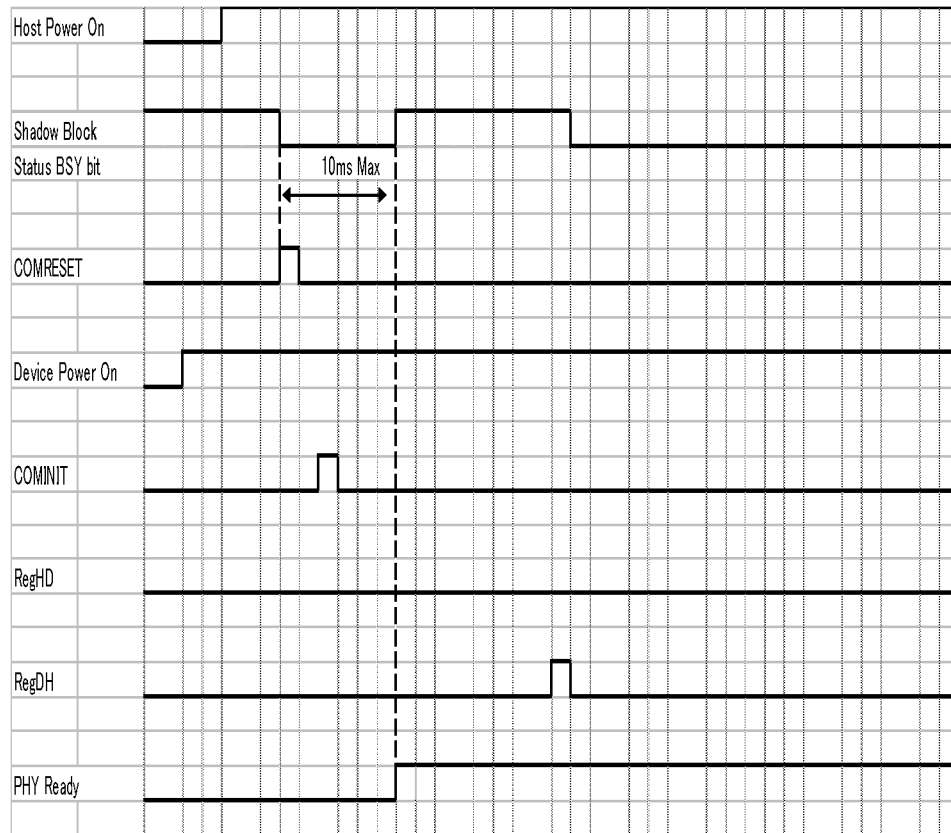 Host Power On
Shadow Block
Status BSY bit
10ms Max
COMRESET
Device Power On
COMINIT
RegHD
RegDH
PHY Ready